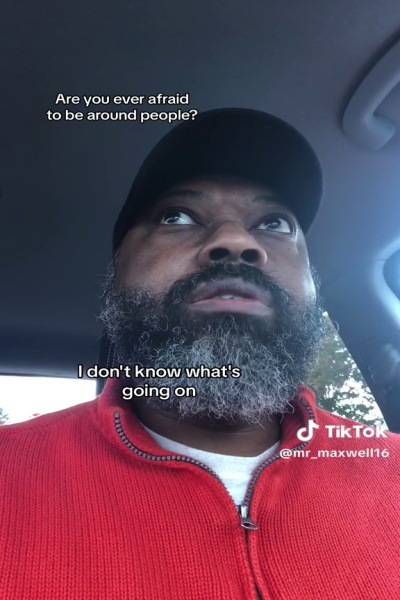 Are you ever afraid
to be around people?
I don't know what's
going on
TikTok
@mr_maxwell16